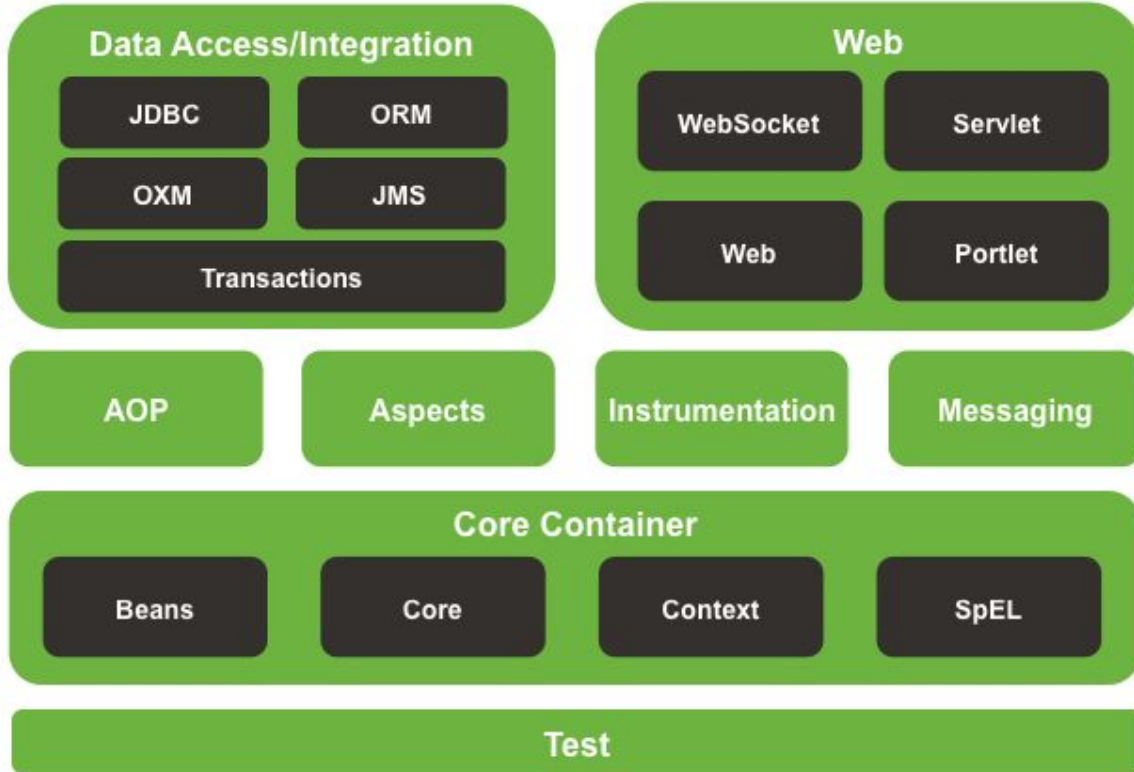 Data Access/Integration
JDBC
ORM
OXM
JMS
Transactions
Web
WebSocket
Servlet
Web
Portlet
AOP
Aspects
Instrumentation
Messaging
Core Container
Beans
Core
Context
SpEL
Test